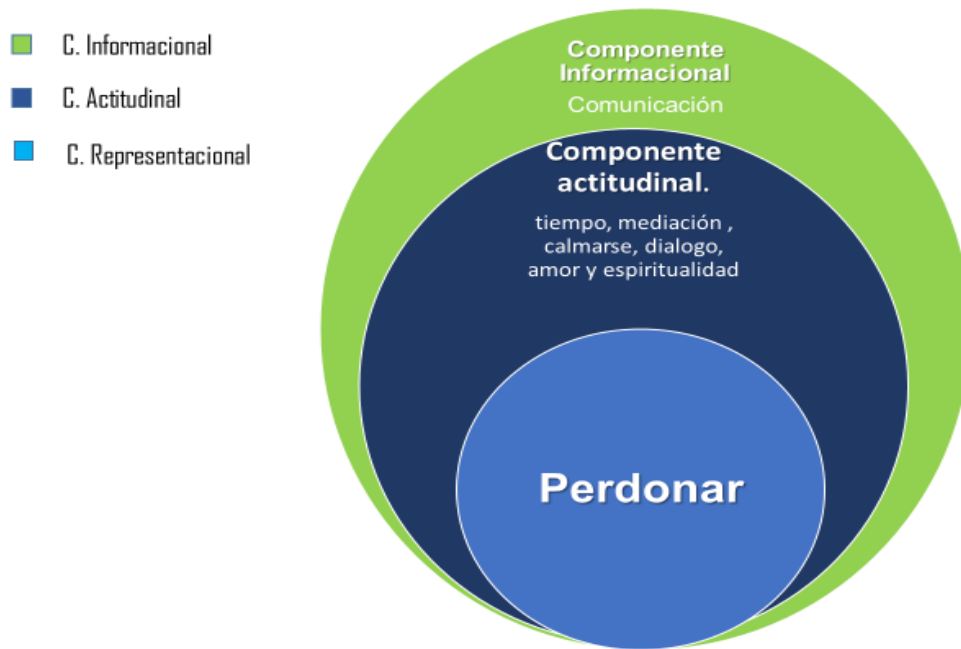 C. Informacional
C. Actitudinal
C. Representacional
Componente
Informacional
Comunicación
Componente
actitudinal.
tiempo, mediación ,
calmarse, dialogo,
amor y espiritualidad
Perdonar